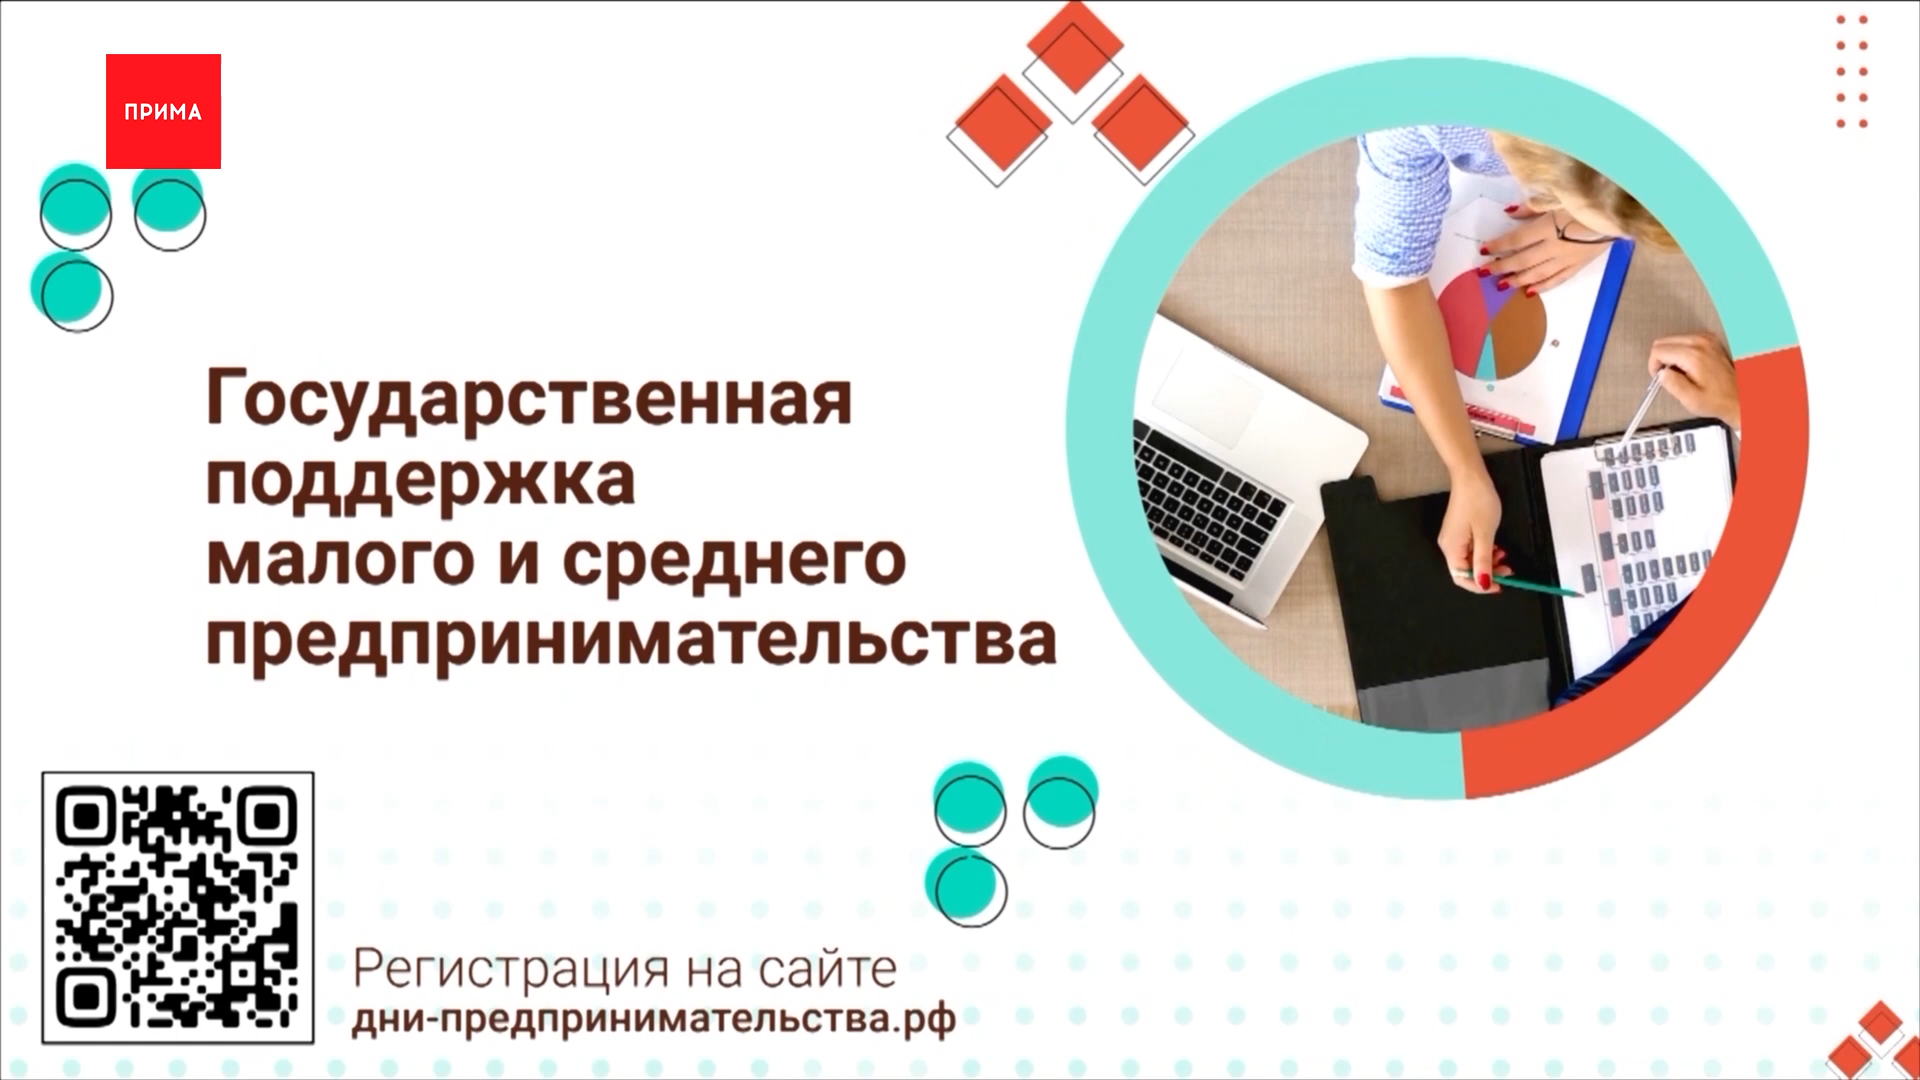 ПРИМА
Государственная
поддержка
малого и среднего
предпринимательства
Регистрация на сайте
дни-предпринимательства.рф